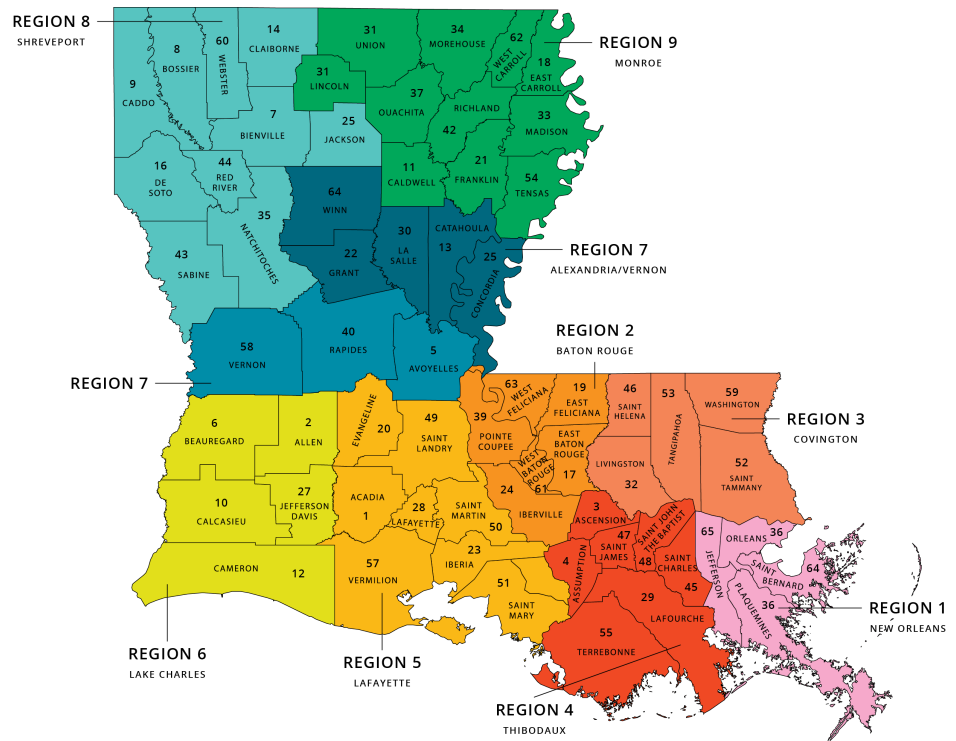 REGION 8
SHREVEPORT
REGION 9
MONROE
REGION 7
ALEXANDRIA/VERNON
REGION 2
BATON ROUGE
REGION 7
REGION 3
COVINGTON
REGION 1
NEW ORLEANS
REGION 6
LAKE CHARLES
REGION 5
LAFAYETTE
REGION 4
THIBODAUX
9
CADDO
8
BOSSIER
60
WEBSTER
14
CLAIBORNE
7
BIENVILLE
25
JACKSON
16
DE
SOTO
44
RED
RIVER
35
NATCHITOCHES
43
SABINE
31
UNION
31
LINCOLN
34
MOREHOUSE
62
WEST
CARROLL
18
EAST
CARROLL
37
OUACHITA
RICHLAND
42
33
MADISON
11
CALDWELL
21
FRANKLIN
54
TENSAS
64
WINN
22
GRANT
30
LA
SALLE
CATAHOULA
13
25
CONCORDIA
58
VERNON
40
RAPIDES
5
AVOYELLES
6
BEAUREGARD
2
ALLEN
10
CALCASIEU
27
JEFFERSON
DAVIS
CAMERON
12
EVANGELINE
20
49
SAINT
LANDRY
ACADIA
1
28
LAFAYETTE
SAINT
MARTIN
50
57
VERMILION
23
IBERIA
51
SAINT
MARY
39
POINTE
COUPEE
63
WEST
FELICIANA
19
EAST
FELICIANA
EAST
BATON
ROUGE
17
WEST
BATON
ROUGE
61
24
IBERVILLE
46
SAINT
HELENA
53
TANGIPAHOA
59
WASHINGTON
LIVINGSTON
32
52
SAINT
TAMMANY
3
ASCENSION
4
ASSUMPTION
47
SAINT
JAMES
SAINT JOHN
THE BAPTIST
48
SAINT
CHARLES
45
29
LAFOURCHE
55
TERREBONNE
65
JEFFERSON
ORLEANS
36
SAINT
BERNARD
64
PLAQUEMINES
36